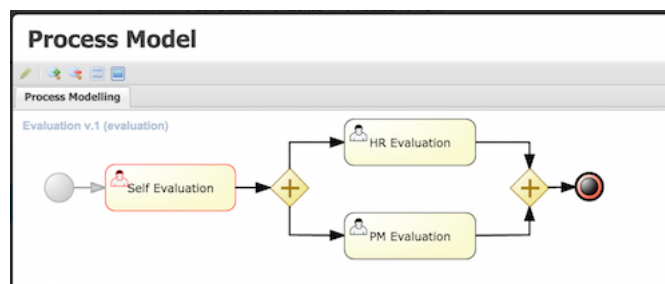 Process Model
Process Modelling
Evaluation v.1 (evaluation)
HR Evaluation
Self Evaluation
PM Evaluation